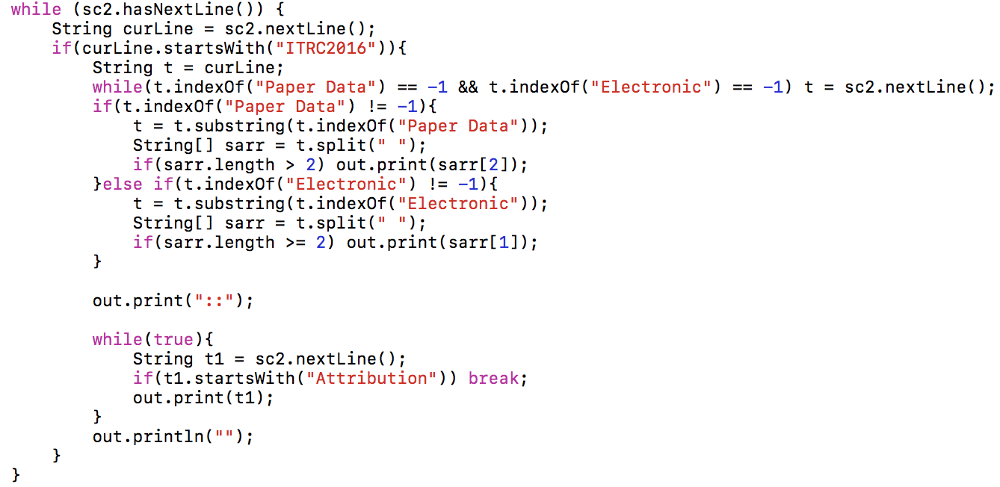 while (sc2.hasNextLine()) {
    String curLine = sc2.nextLine();
    if(curLine.startsWith("ITRC2016")){
        String t = curLine;
        while(t.indexOf("Paper Data") == -1 && t.indexOf("Electronic") == -1) t = sc2.nextLine();
        if(t.indexOf("Paper Data") != -1){
            t = t.substring(t.indexOf("Paper Data"));
            String[] sarr = t.split(" ");
            if(sarr.length > 2) out.print(sarr[2]);
        }else if(t.indexOf("Electronic") != -1){
            t = t.substring(t.indexOf("Electronic"));
            String[] sarr = t.split(" ");
            if(sarr.length >= 2) out.print(sarr[1]);
        }

        out.print("::");

        while(true){
            String t1 = sc2.nextLine();
            if(t1.startsWith("Attribution")) break;
            out.print(t1);
        }
        out.println("");
    }
}